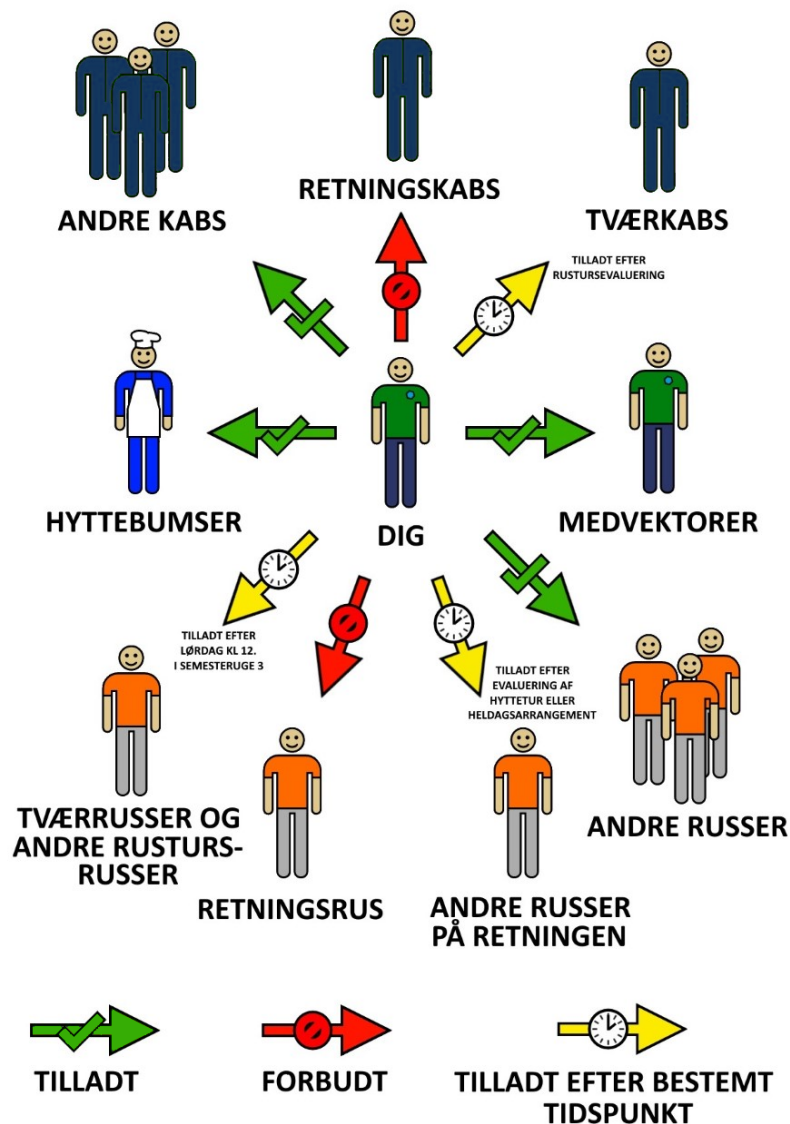 ANDRE KABS
RETNINGSKABS
TVÆRKABS
TILLADT EFTER
RUSTURSEVALUERING
HYTTEBUMSER
DIG
MEDVEKTORER
TILLADT EFTER
LØRDAG KL 12.
I SEMESTERUGE 3
TILLADT EFTER
EVALUERING AF
HYTTETUR ELLER
HELDAGSARRANGEMENT
TVÆRRUSSER OG
ANDRE RUSTURS-
RUSSER
RETNINGSRUS
ANDRE RUSSER
PÅ RETNINGEN
ANDRE RUSSER
TILLADT
FORBUDT
TILLADT EFTER BESTEMT
TIDSPUNKT